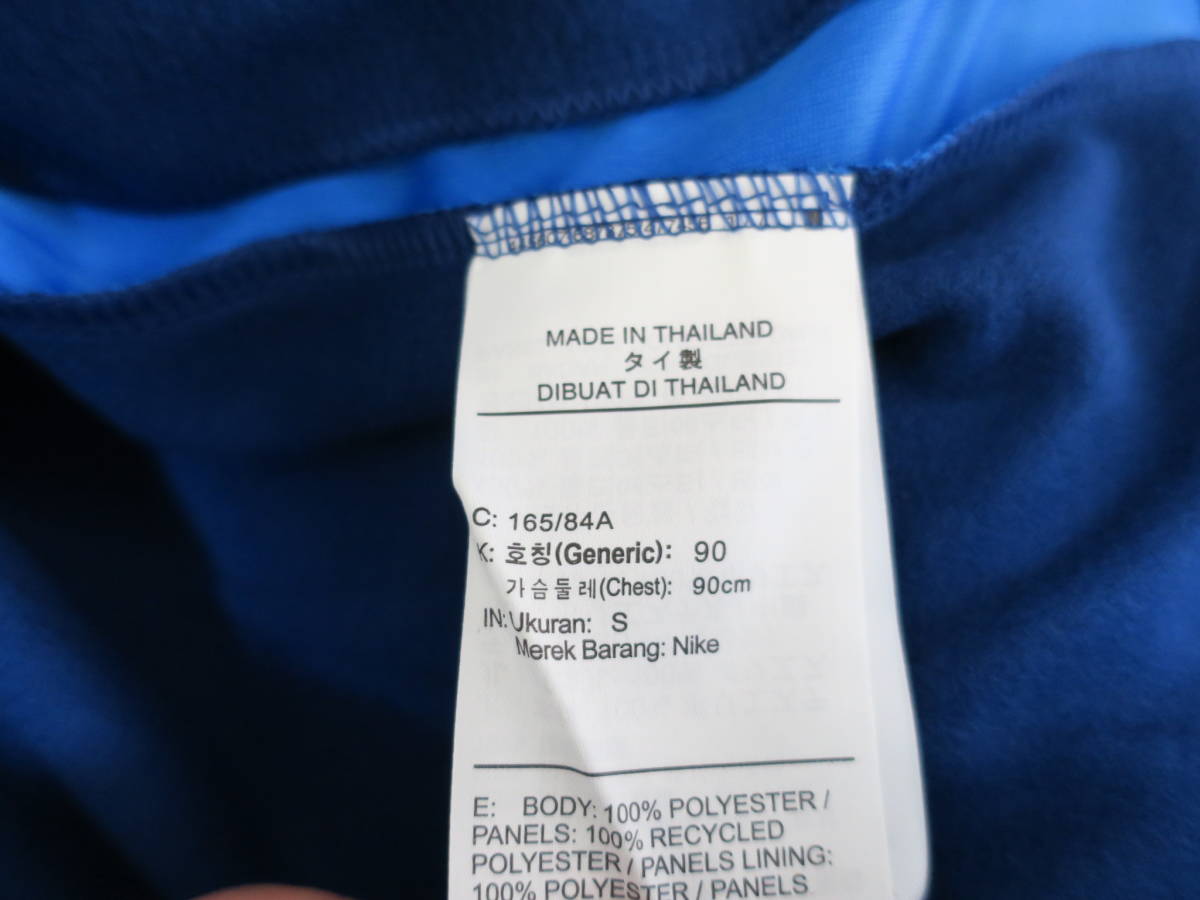 MADE IN THAILAND
タイ製
DIBUAT DI THAILAND
C: 165/84A
K: 호칭(Generic): 90
가슴둘레(Chest): 90cm
IN: Ukuran: S
Merek Barang: Nike
E: BODY: 100% POLYESTER /
PANELS: 100% RECYCLED
POLYESTER / PANELS LINING:
100% POLYESTER / PANELS